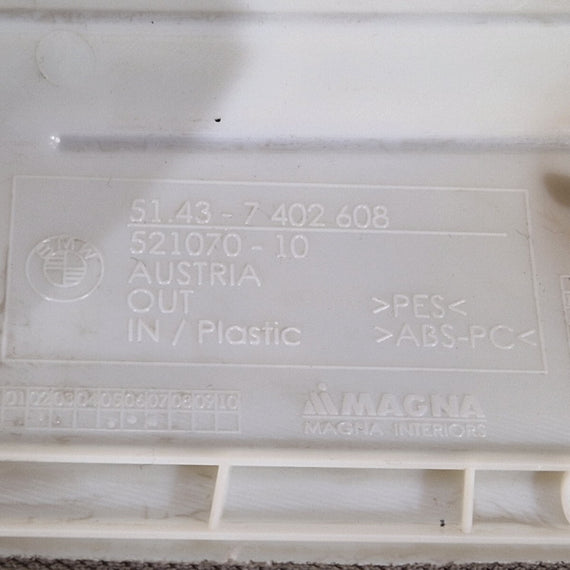 51.43 - 7 402 608
521070 - 10
BMW
AUSTRIA
OUT >PES<
IN / Plastic >ABS-PC<
01 02 03 04 05 06 07 08 09 10
MAGNA
MAGNA INTERIORS